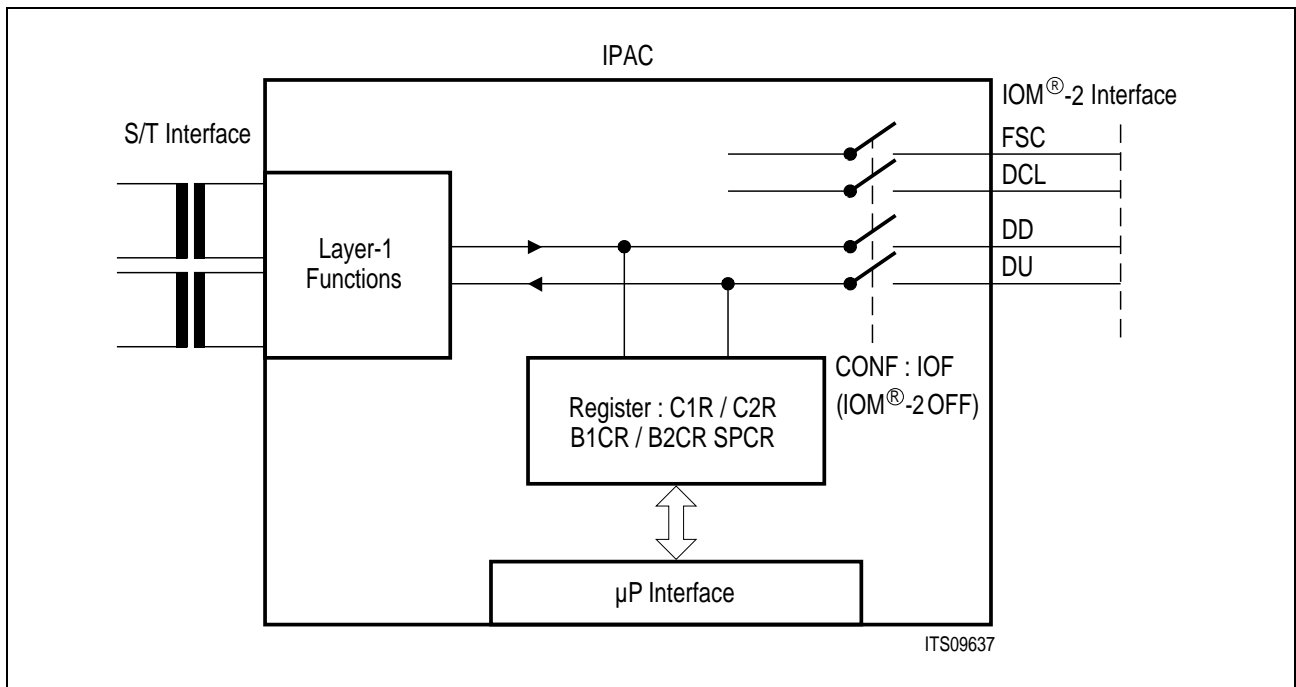 IPAC
IOM®-2 Interface
S/T Interface
FSC
DCL
DD
DU
Layer-1
Functions
CONF : IOF
(IOM®-2 OFF)
Register : C1R / C2R
B1CR / B2CR SPCR
µP Interface
ITS09637